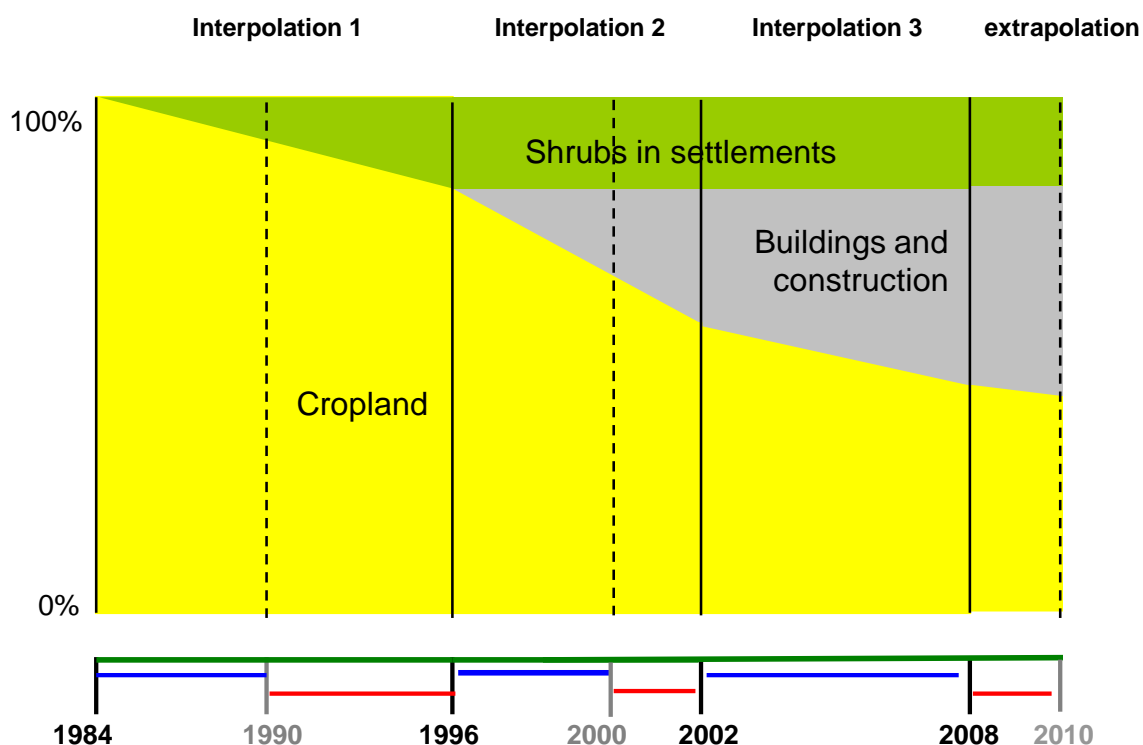 Interpolation 1 Interpolation 2 Interpolation 3 extrapolation
100%
Shrubs in settlements
Buildings and
construction
Cropland
0%
1984 1990 1996 2000 2002 2008 2010